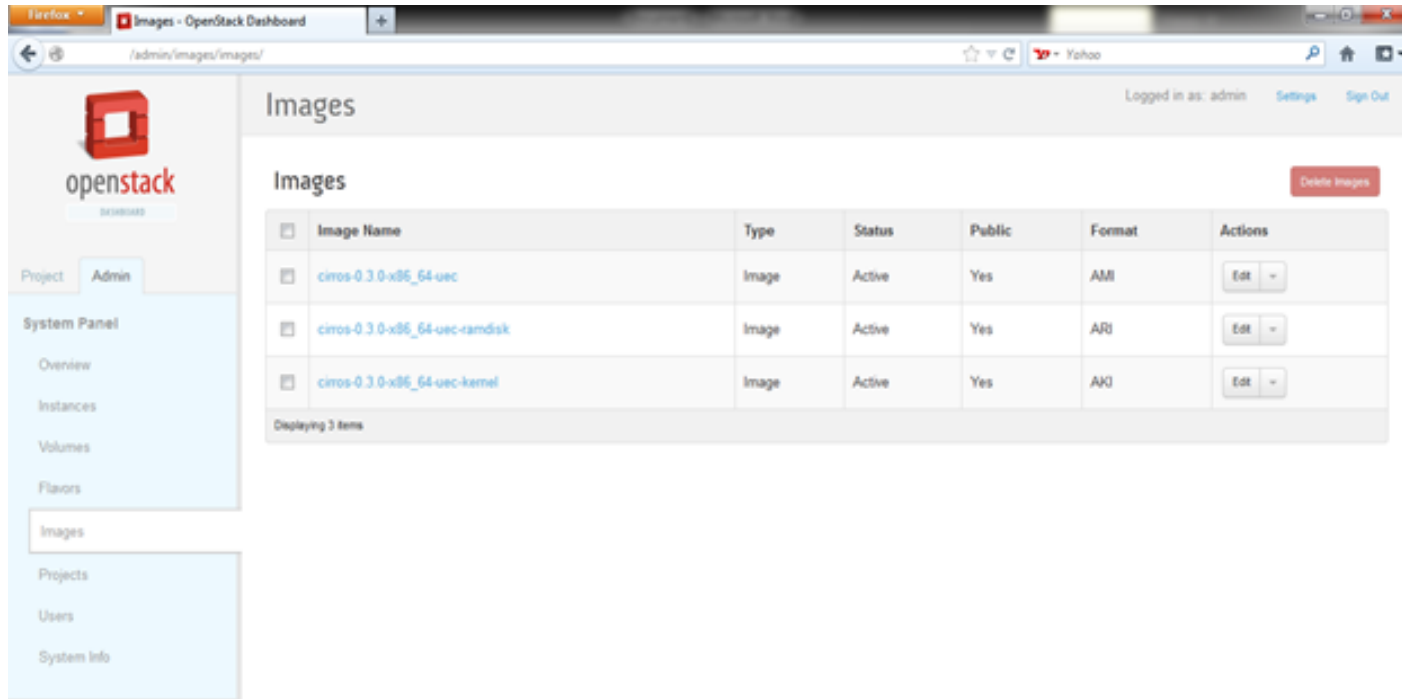 Firefox
Images - OpenStack Dashboard
/admin/images/images/
Yahoo
openstack
DASHBOARD
Project
Admin
System Panel
Overview
Instances
Volumes
Flavors
Images
Projects
Users
System Info
Images
Logged in as: admin
Settings
Sign Out
Images
Delete Images
Image Name Type Status Public Format Actions
cirros-0.3.0-x86_64-uec Image Active Yes AMI Edit
cirros-0.3.0-x86_64-uec-ramdisk Image Active Yes ARI Edit
cirros-0.3.0-x86_64-uec-kernel Image Active Yes AKI Edit
Displaying 3 items